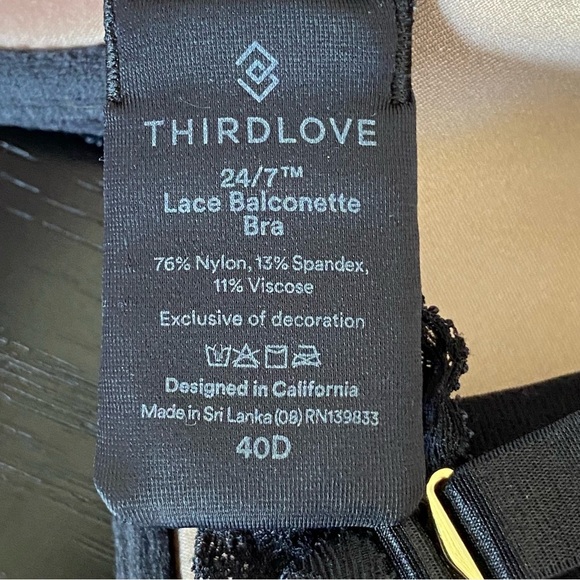 THIRDLOVE
24/7™
Lace Balconette
Bra
76% Nylon, 13% Spandex,
11% Viscose
Exclusive of decoration
Designed in California
Made in Sri Lanka (08) RN139833
40D